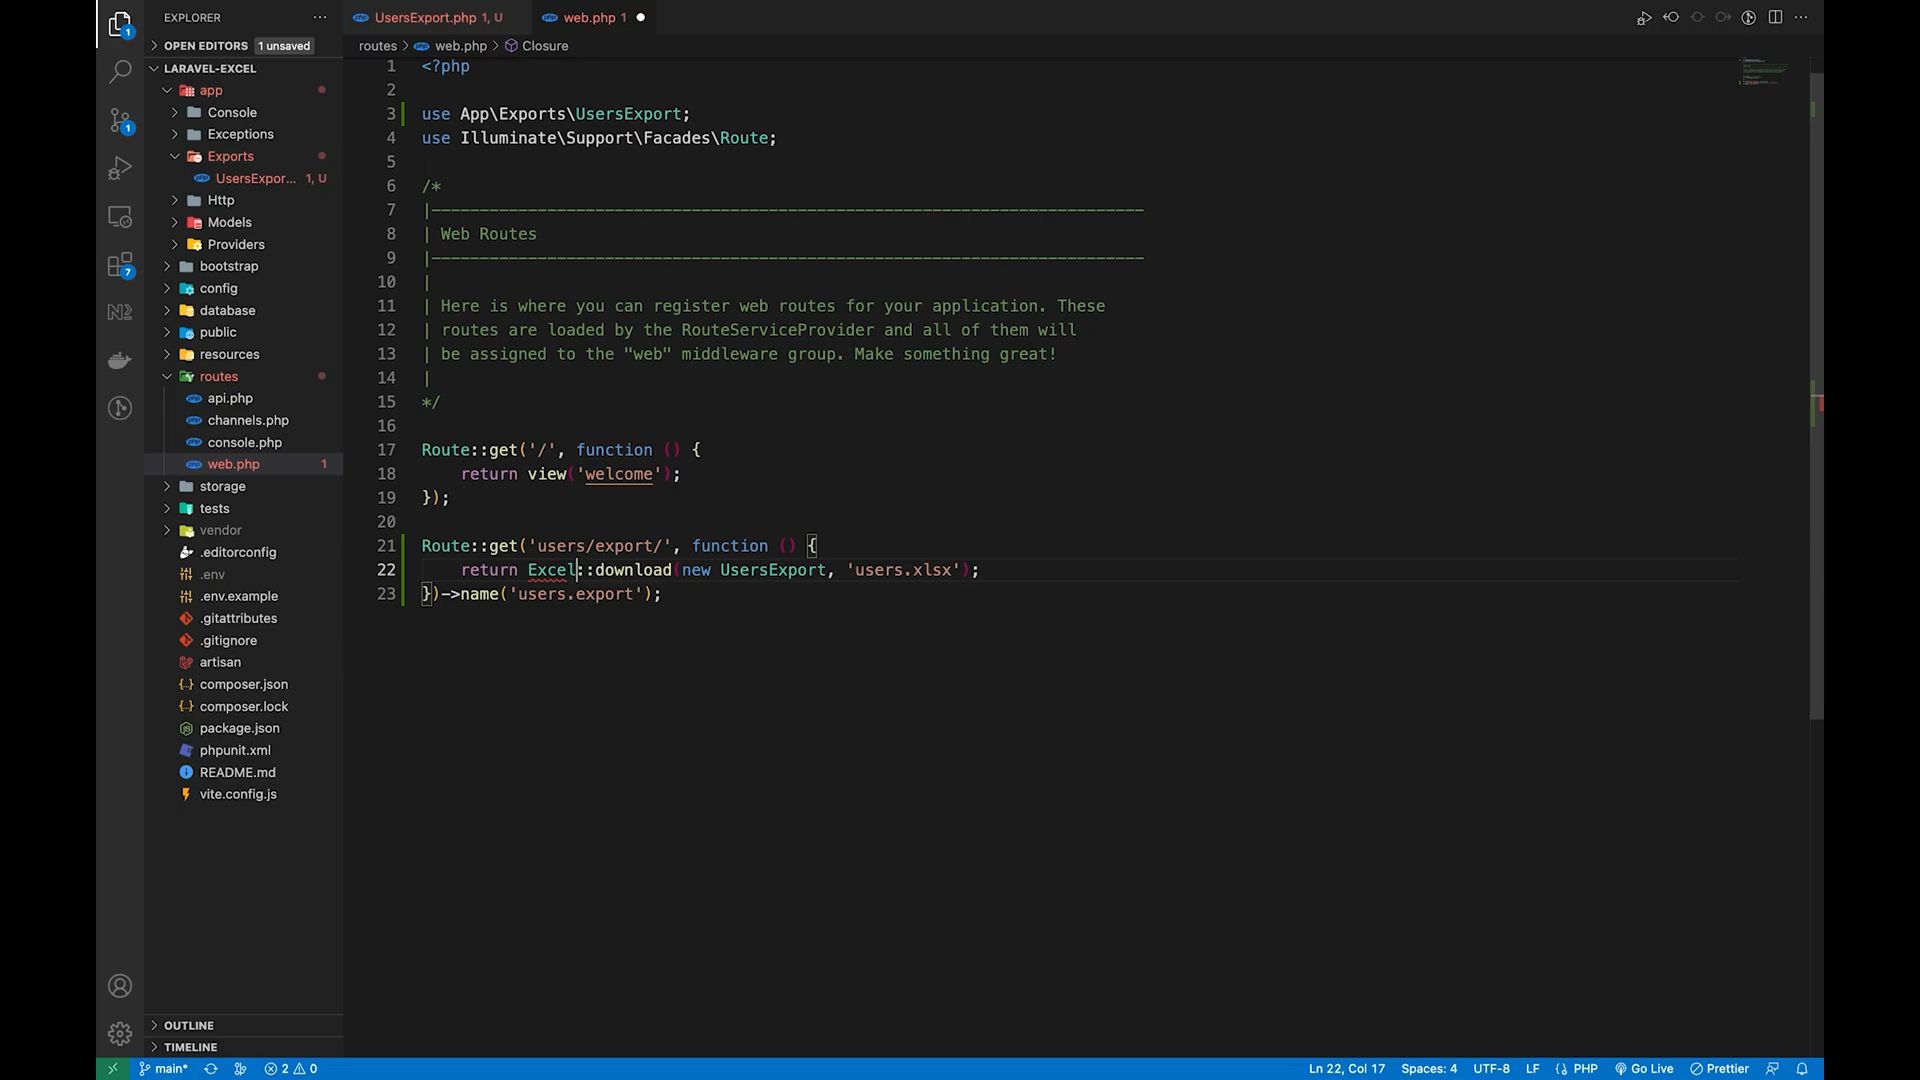 EXPLORER
OPEN EDITORS 1 unsaved
LARAVEL-EXCEL
app
Console
Exceptions
Exports
UsersExpor... 1, U
Http
Models
Providers
bootstrap
config
database
public
resources
routes
api.php
channels.php
console.php
web.php 1
storage
tests
vendor
.editorconfig
.env
.env.example
.gitattributes
.gitignore
artisan
composer.json
composer.lock
package.json
phpunit.xml
README.md
vite.config.js
OUTLINE
TIMELINE
1
1
7
UsersExport.php 1, U
web.php 1
routes > web.php > Closure
1 <?php
2
3 use App\Exports\UsersExport;
4 use Illuminate\Support\Facades\Route;
5
6 /*
7 |--------------------------------------------------------------------------
8 | Web Routes
9 |--------------------------------------------------------------------------
10 |
11 | Here is where you can register web routes for your application. These
12 | routes are loaded by the RouteServiceProvider and all of them will
13 | be assigned to the "web" middleware group. Make something great!
14 |
15 */
16
17 Route::get('/', function () {
18     return view('welcome');
19 });
20
21 Route::get('users/export/', function () {
22     return Excel::download(new UsersExport, 'users.xlsx');
23 })->name('users.export');
main* 2 0
Ln 22, Col 17 Spaces: 4 UTF-8 LF PHP Go Live Prettier